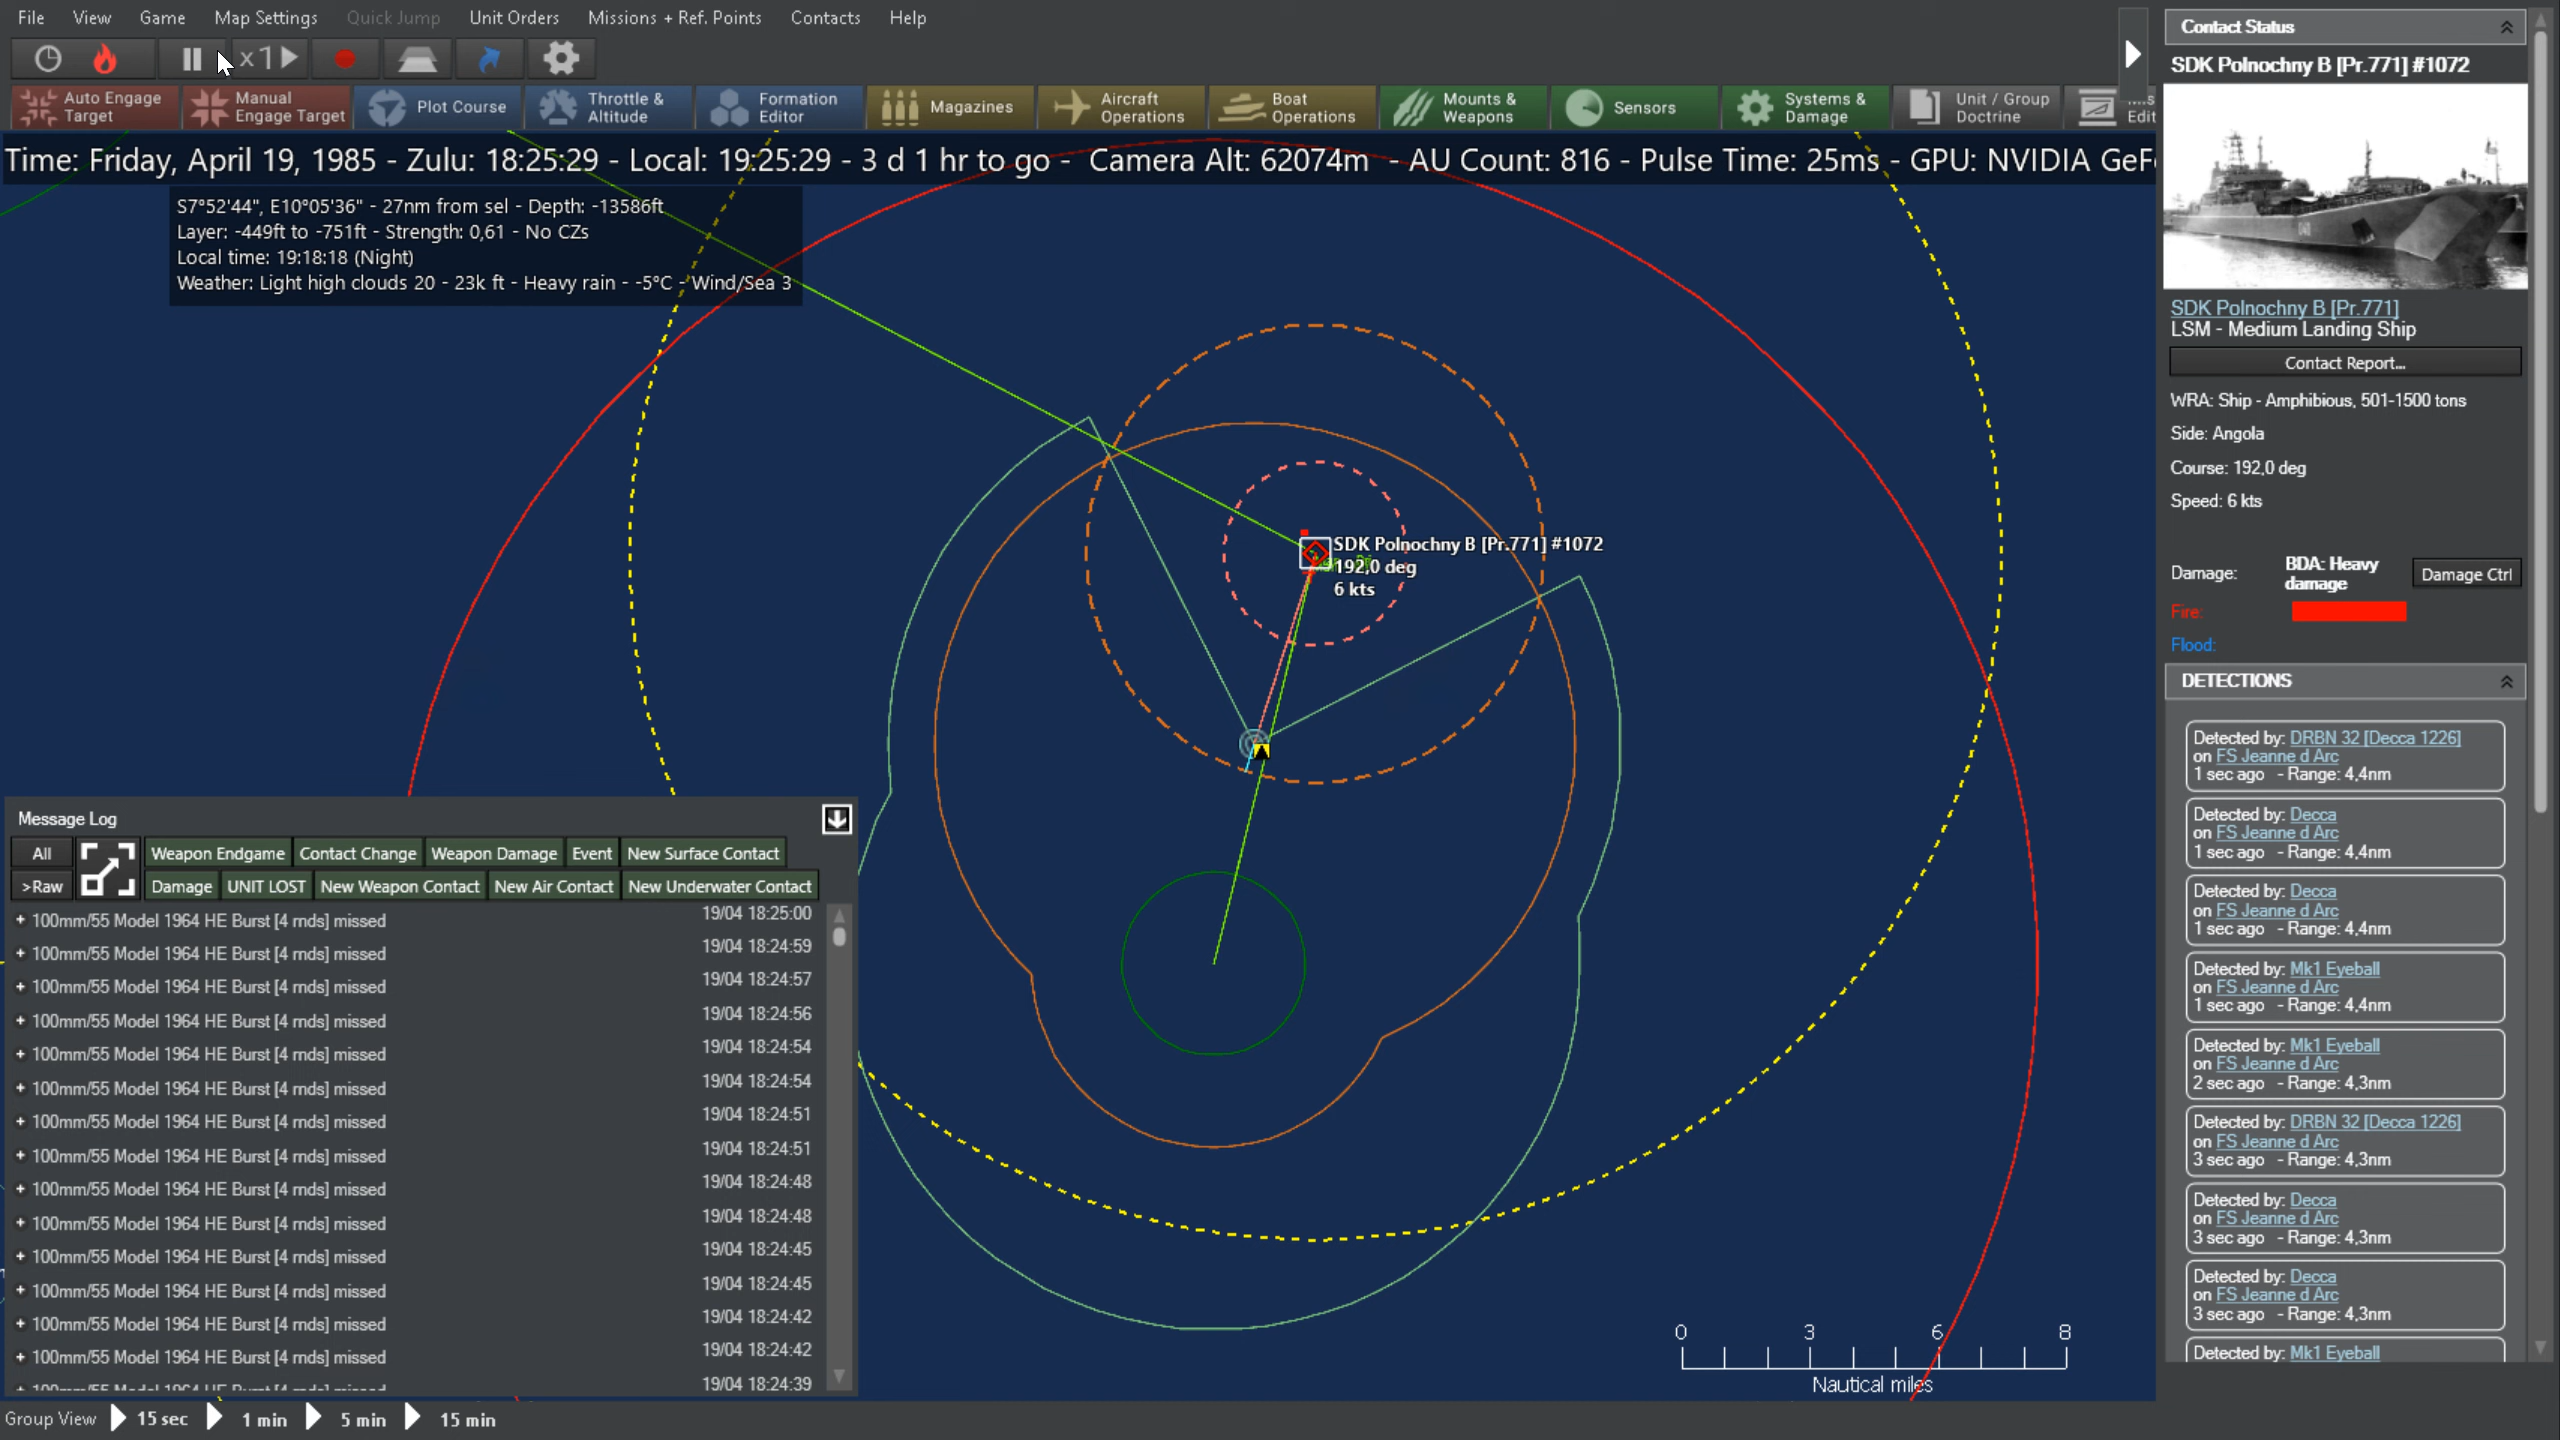 File View Game Map Settings Quick Jump Unit Orders Missions + Ref. Points Contacts Help
x1
Auto Engage Target
Manual Engage Target
Plot Course
Throttle & Altitude
Formation Editor
Magazines
Aircraft Operations
Boat Operations
Mounts & Weapons
Sensors
Systems & Damage
Unit / Group Doctrine
Time: Friday, April 19, 1985 - Zulu: 18:25:29 - Local: 19:25:29 - 3 d 1 hr to go - Camera Alt: 62074m - AU Count: 816 - Pulse Time: 25ms - GPU: NVIDIA GeF
S7°52'44", E10°05'36" - 27nm from sel - Depth: -13586ft
Layer: -449ft to -751ft - Strength: 0,61 - No CZs
Local time: 19:18:18 (Night)
Weather: Light high clouds 20 - 23k ft - Heavy rain - -5°C - Wind/Sea 3
SDK Polnochny B [Pr.771] #1072
192,0 deg
6 kts
0 3 6 8
Nautical miles
Message Log
All Weapon Endgame Contact Change Weapon Damage Event New Surface Contact
>Raw Damage UNIT LOST New Weapon Contact New Air Contact New Underwater Contact
+ 100mm/55 Model 1964 HE Burst [4 rnds] missed 19/04 18:25:00
+ 100mm/55 Model 1964 HE Burst [4 rnds] missed 19/04 18:24:59
+ 100mm/55 Model 1964 HE Burst [4 rnds] missed 19/04 18:24:57
+ 100mm/55 Model 1964 HE Burst [4 rnds] missed 19/04 18:24:56
+ 100mm/55 Model 1964 HE Burst [4 rnds] missed 19/04 18:24:54
+ 100mm/55 Model 1964 HE Burst [4 rnds] missed 19/04 18:24:54
+ 100mm/55 Model 1964 HE Burst [4 rnds] missed 19/04 18:24:51
+ 100mm/55 Model 1964 HE Burst [4 rnds] missed 19/04 18:24:51
+ 100mm/55 Model 1964 HE Burst [4 rnds] missed 19/04 18:24:48
+ 100mm/55 Model 1964 HE Burst [4 rnds] missed 19/04 18:24:48
+ 100mm/55 Model 1964 HE Burst [4 rnds] missed 19/04 18:24:45
+ 100mm/55 Model 1964 HE Burst [4 rnds] missed 19/04 18:24:45
+ 100mm/55 Model 1964 HE Burst [4 rnds] missed 19/04 18:24:42
+ 100mm/55 Model 1964 HE Burst [4 rnds] missed 19/04 18:24:42
+ 100mm/55 Model 1964 HE Burst [4 rnds] missed 19/04 18:24:39
Group View 15 sec 1 min 5 min 15 min
Contact Status
SDK Polnochny B [Pr.771] #1072
SDK Polnochny B [Pr.771]
LSM - Medium Landing Ship
Contact Report...
WRA: Ship - Amphibious, 501-1500 tons
Side: Angola
Course: 192,0 deg
Speed: 6 kts
Damage: BDA: Heavy damage Damage Ctrl
Fire:
Flood:
DETECTIONS
Detected by: DRBN 32 [Decca 1226]
on FS Jeanne d Arc
1 sec ago - Range: 4,4nm
Detected by: Decca
on FS Jeanne d Arc
1 sec ago - Range: 4,4nm
Detected by: Decca
on FS Jeanne d Arc
1 sec ago - Range: 4,4nm
Detected by: Mk1 Eyeball
on FS Jeanne d Arc
1 sec ago - Range: 4,4nm
Detected by: Mk1 Eyeball
on FS Jeanne d Arc
2 sec ago - Range: 4,3nm
Detected by: DRBN 32 [Decca 1226]
on FS Jeanne d Arc
3 sec ago - Range: 4,3nm
Detected by: Decca
on FS Jeanne d Arc
3 sec ago - Range: 4,3nm
Detected by: Decca
on FS Jeanne d Arc
3 sec ago - Range: 4,3nm
Detected by: Mk1 Eyeball